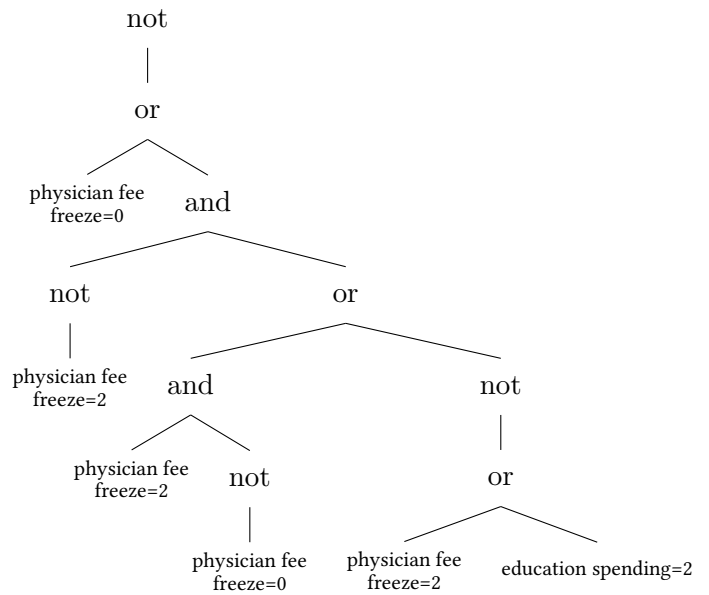 not
or
physician fee
freeze=0
and
not
or
physician fee
freeze=2
and
not
physician fee
freeze=2
not
or
physician fee
freeze=0
physician fee
freeze=2
education spending=2